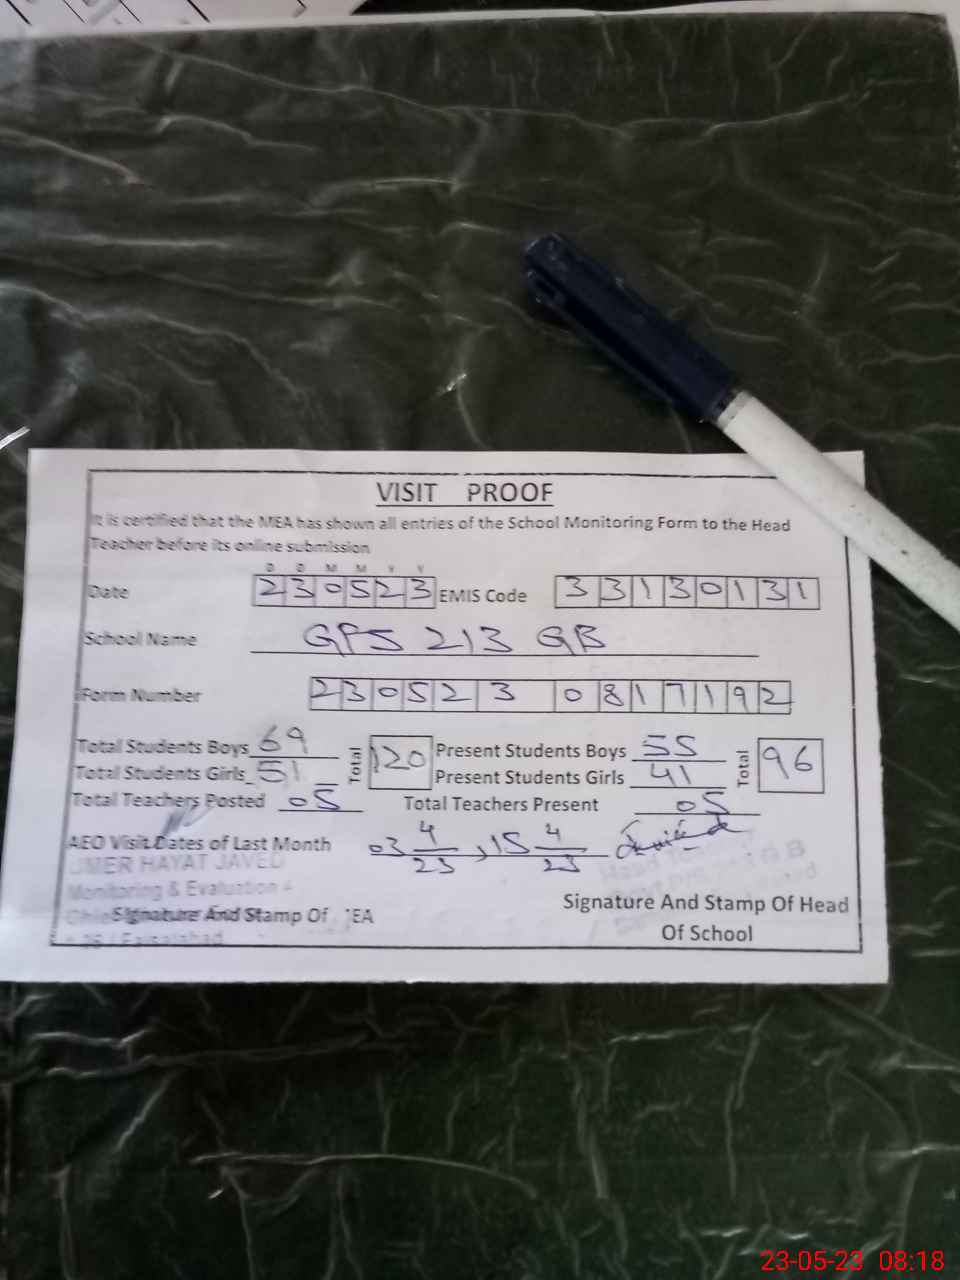 VISIT PROOF
It is certified that the MEA has shown all entries of the School Monitoring Form to the Head
Teacher before its online submission
D D M M Y Y
Date 230523 EMIS Code 33130131
School Name GPS 213 GB
Form Number 230523 0817192
Total Students Boys 69 Total 120 Present Students Boys 55 Total 96
Total Students Girls 51 Present Students Girls 41
Total Teachers Posted 05 Total Teachers Present 05
AEO Visit Dates of Last Month 03 4/23, 15 4/23
UMER HAYAT JAVED
Monitoring & Evaluation
Signature And Stamp Of MEA
Signature And Stamp Of Head
Of School
Faisalabad
23-05-23 08:18